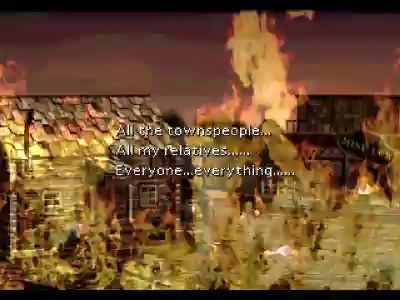 All the townspeople...
All my relatives......
Everyone...everything......